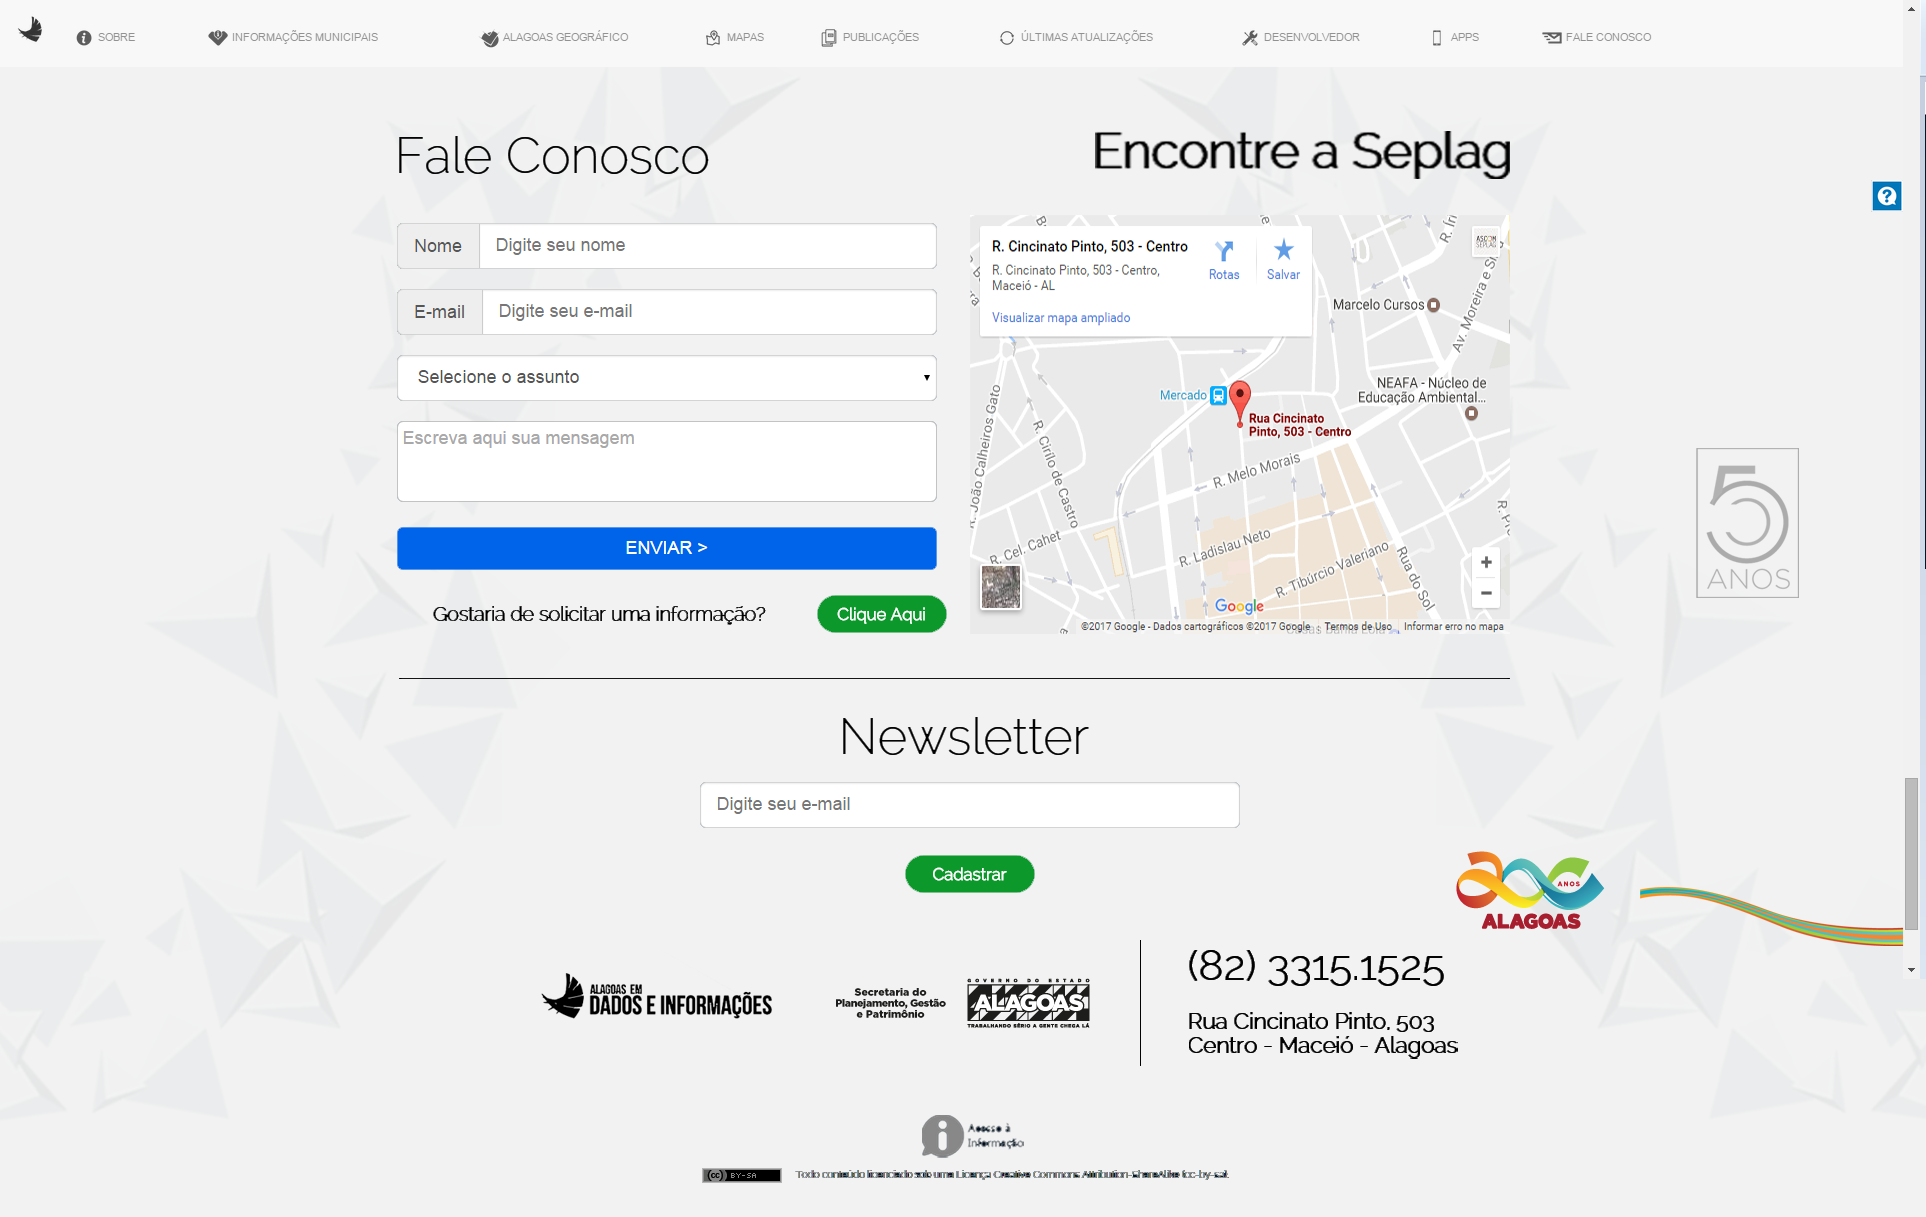 SOBRE
INFORMAÇÕES MUNICIPAIS
ALAGOAS GEOGRÁFICO
MAPAS
PUBLICAÇÕES
ÚLTIMAS ATUALIZAÇÕES
DESENVOLVEDOR
APPS
FALE CONOSCO
Fale Conosco
Nome
Digite seu nome
E-mail
Digite seu e-mail
Selecione o assunto
Escreva aqui sua mensagem
ENVIAR >
Gostaria de solicitar uma informação?
Clique Aqui
Encontre a Seplag
R. Cincinato Pinto, 503 - Centro
R. Cincinato Pinto, 503 - Centro,
Maceió - AL
Rotas
Salvar
Visualizar mapa ampliado
ASCOM
SEPLAG
Marcelo Cursos
Av. Moreira e Si
R. Íri
NEAFA - Núcleo de
Educação Ambiental...
Mercado
Rua Cincinato
Pinto, 503 - Centro
R. João Calheiros Gato
R. Cirilo de Castro
R. Melo Morais
R. Cel. Cahet
R. Ladislau Neto
R. Tibúrcio Valeriano
Rua do Sol
+
−
Google
©2017 Google - Dados cartográficos ©2017 Google
Termos de Uso
Informar erro no mapa
50
ANOS
Newsletter
Digite seu e-mail
Cadastrar
200
ANOS
ALAGOAS
ALAGOAS EM
DADOS E INFORMAÇÕES
Secretaria do
Planejamento, Gestão
e Patrimônio
GOVERNO DO ESTADO
ALAGOAS
TRABALHANDO SÉRIO A GENTE CHEGA LÁ
(82) 3315.1525
Rua Cincinato Pinto, 503
Centro - Maceió - Alagoas
Acesso à
Informação
cc BY-SA
Todo conteúdo licenciado sob uma Licença Creative Commons Attribution-ShareAlike (cc-by-sa).